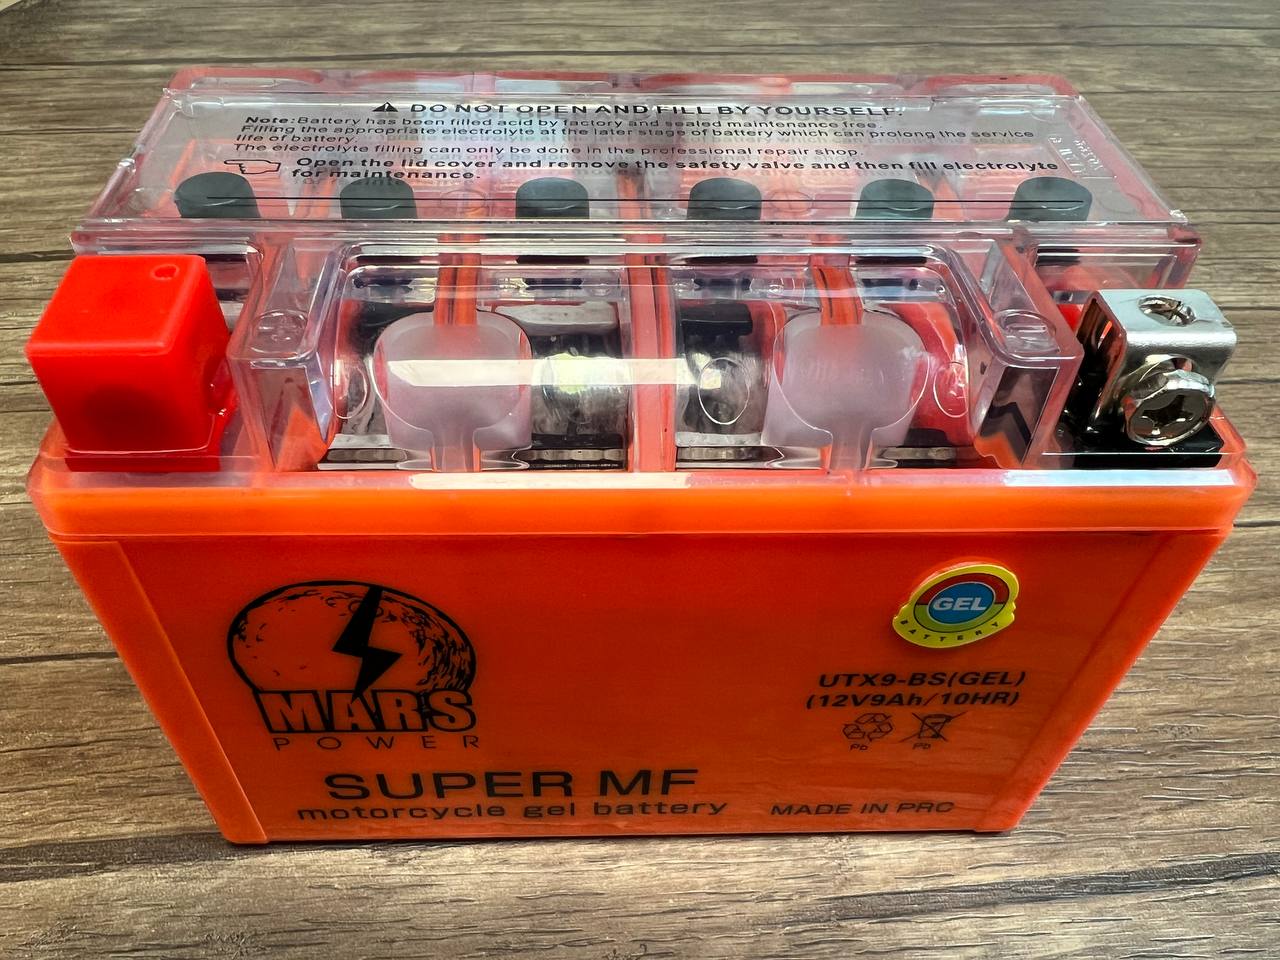 DO NOT OPEN AND FILL BY YOURSELF.
Note:Battery has been filled acid by factory and sealed maintenance free.
Filling the appropriate electrolyte at the later stage of battery which can prolong the service
life of battery.
The electrolyte filling can only be done in the professional repair shop.
Open the lid cover and remove the safety valve and then fill electrolyte
for maintenance.
GEL
BATTERY
MARS
POWER
UTX9-BS(GEL)
(12V9Ah/10HR)
Pb Pb
SUPER MF
motorcycle gel battery
MADE IN PRC